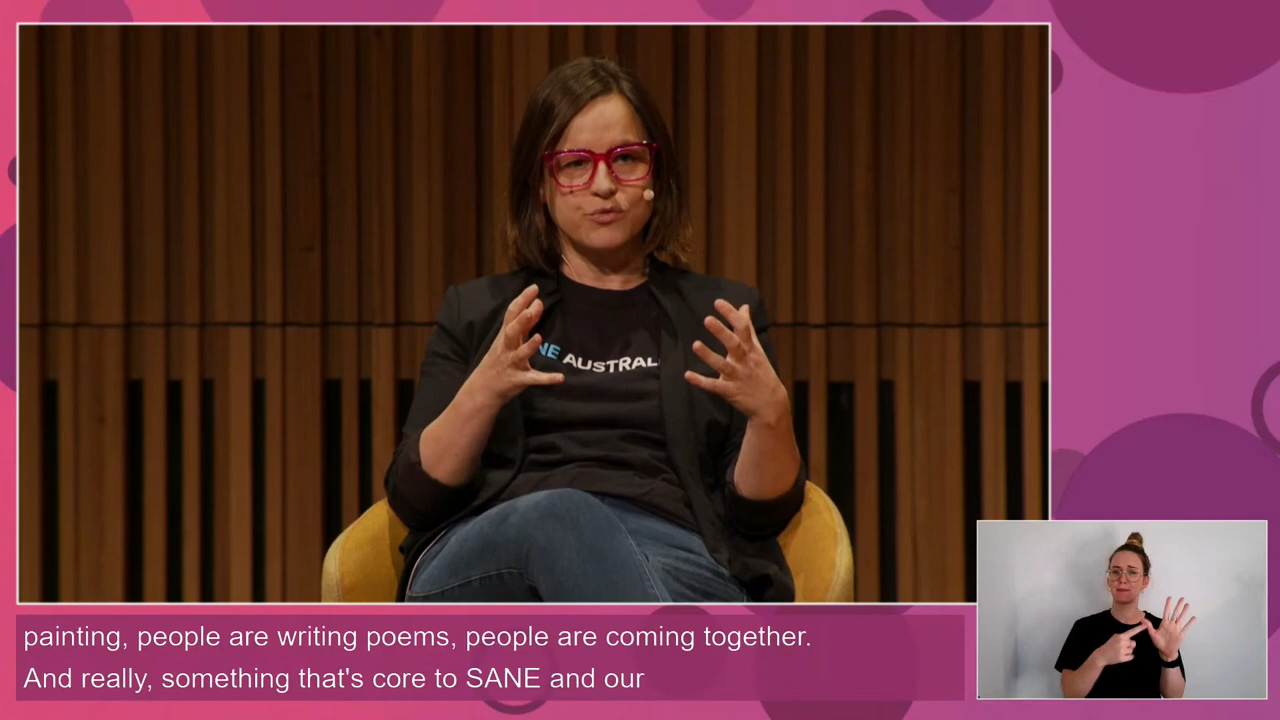 NE AUSTRAL
painting, people are writing poems, people are coming together.
And really, something that's core to SANE and our